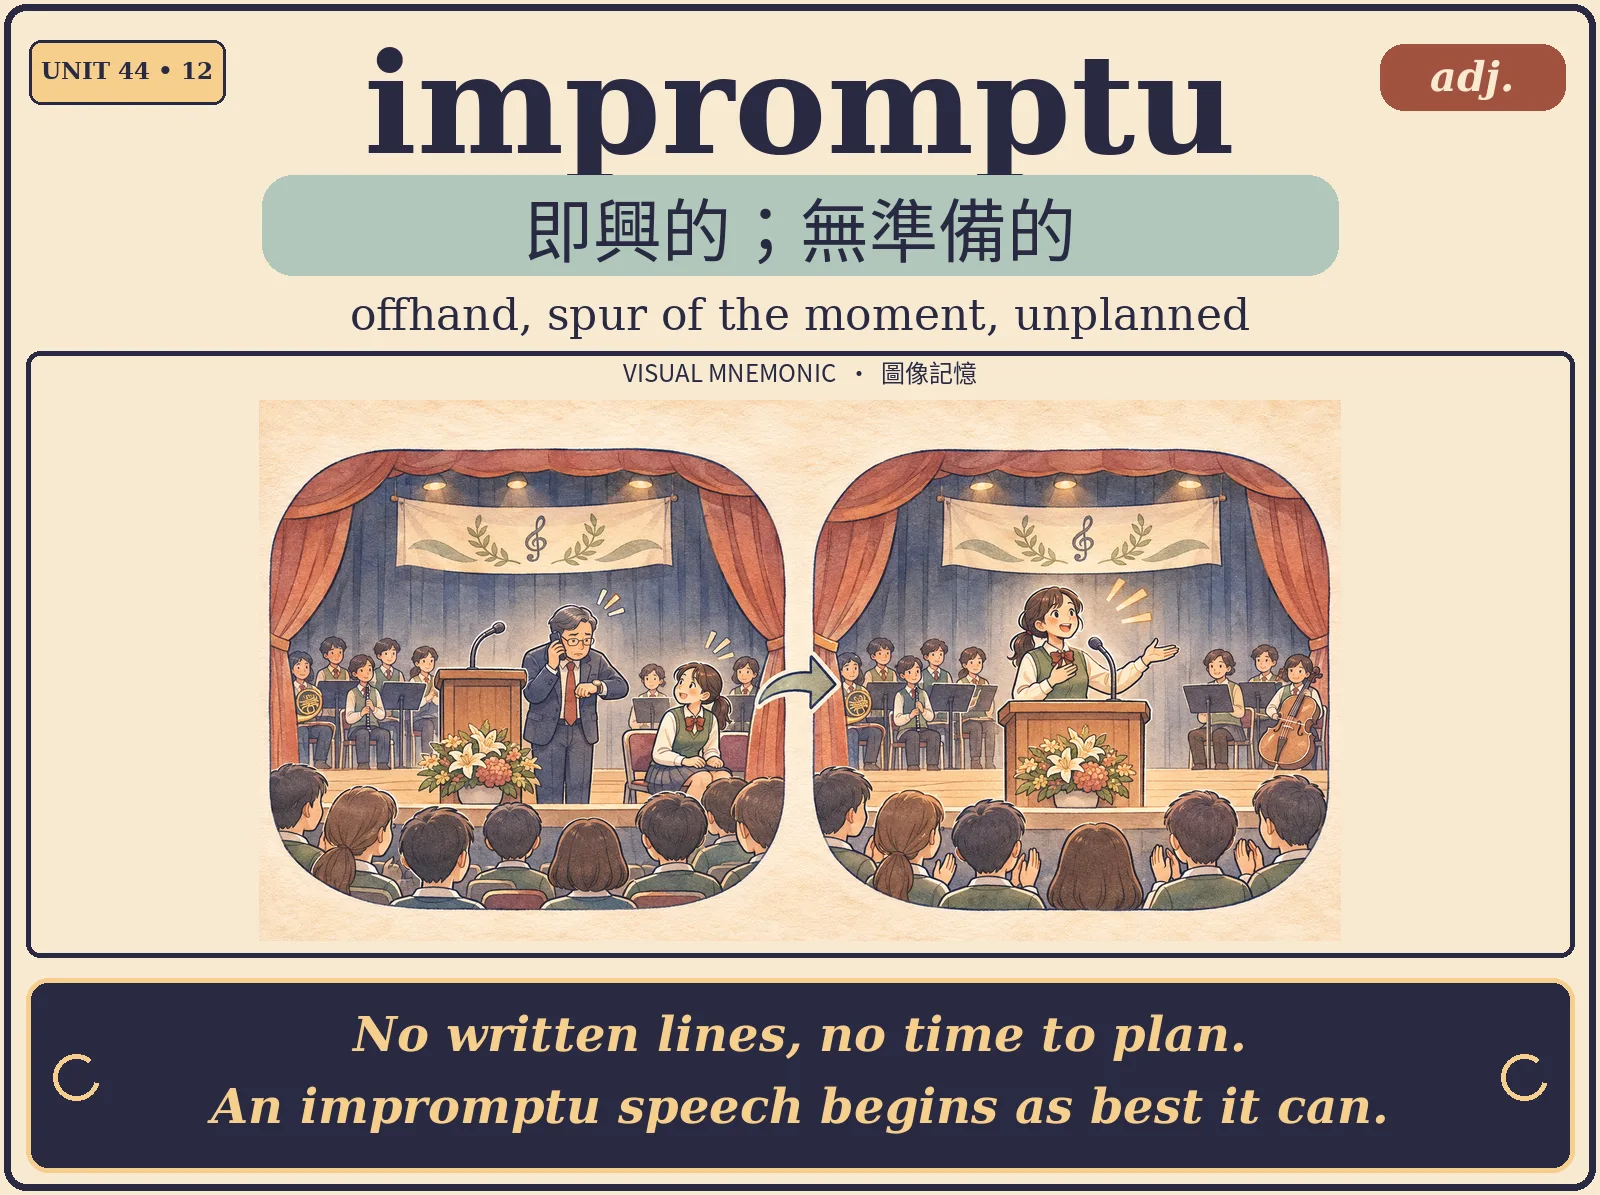 UNIT 44 • 12
impromptu
adj.
即興的；無準備的
offhand, spur of the moment, unplanned
VISUAL MNEMONIC • 圖像記憶
No written lines, no time to plan.
An impromptu speech begins as best it can.